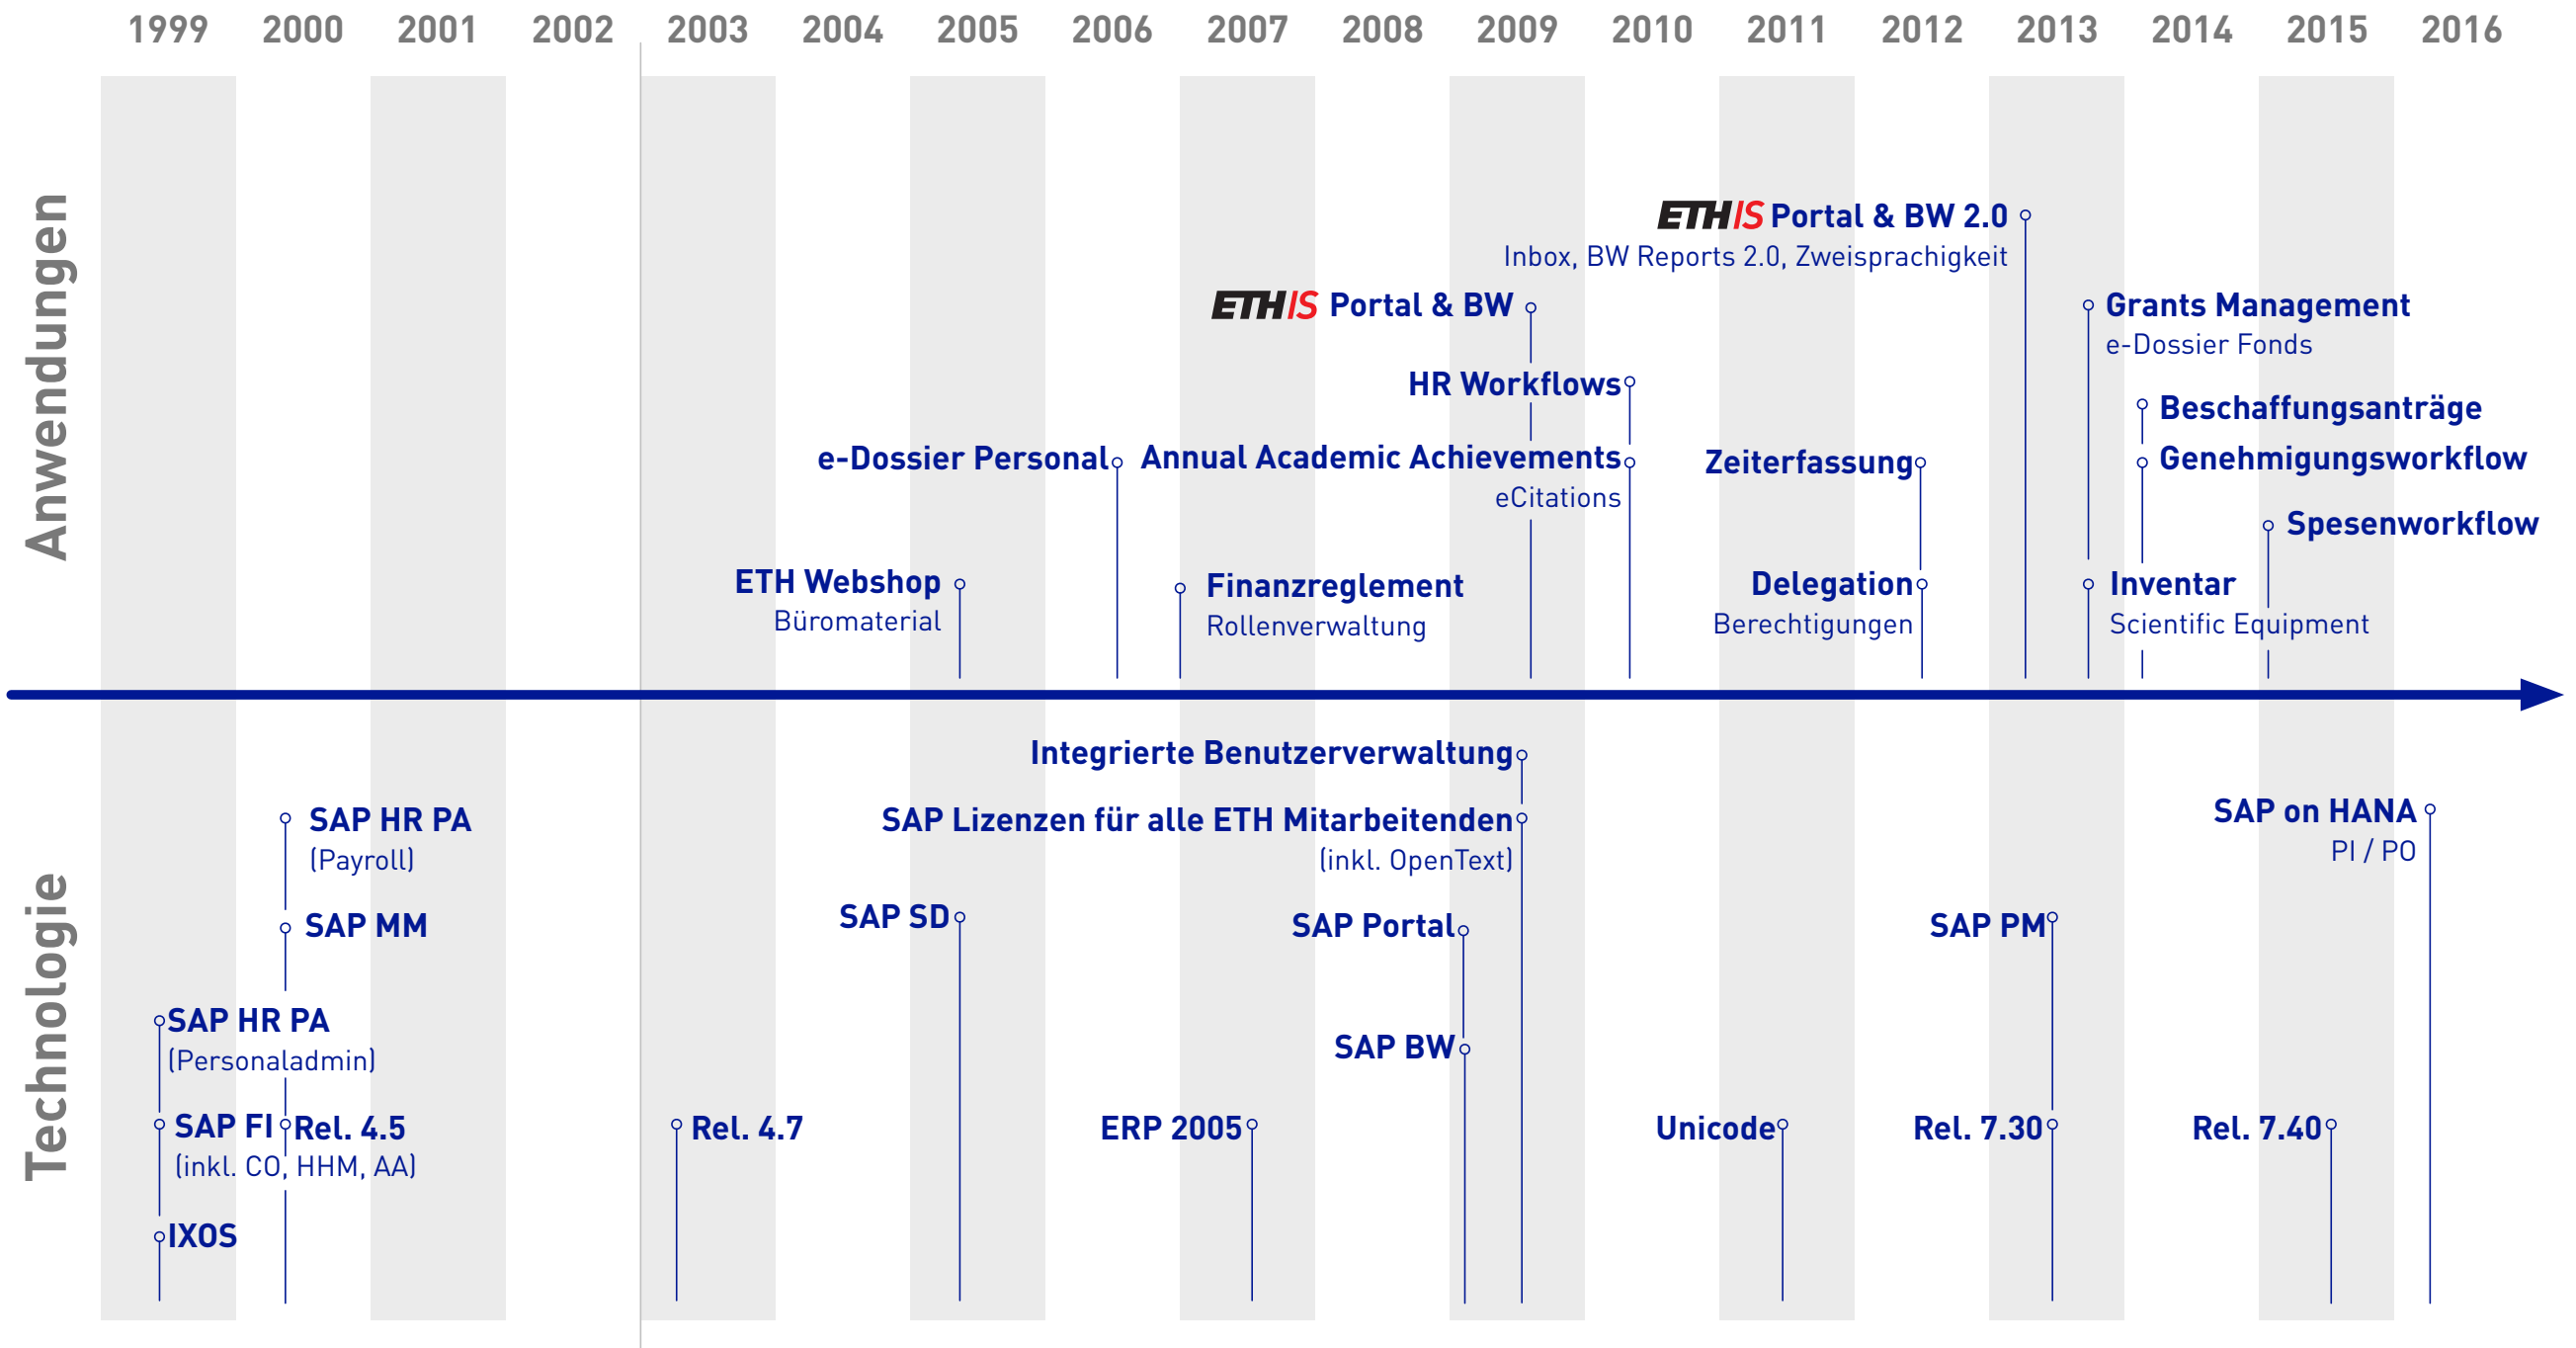 1999 2000 2001 2002 2003 2004 2005 2006 2007 2008 2009 2010 2011 2012 2013 2014 2015 2016
Anwendungen
ETHIS Portal & BW 2.0
Inbox, BW Reports 2.0, Zweisprachigkeit
ETHIS Portal & BW
Grants Management
e-Dossier Fonds
HR Workflows
Beschaffungsanträge
e-Dossier Personal
Annual Academic Achievements
eCitations
Zeiterfassung
Genehmigungsworkflow
Spesenworkflow
ETH Webshop
Büromaterial
Finanzreglement
Rollenverwaltung
Delegation
Berechtigungen
Inventar
Scientific Equipment
Technologie
Integrierte Benutzerverwaltung
SAP HR PA
(Payroll)
SAP Lizenzen für alle ETH Mitarbeitenden
(inkl. OpenText)
SAP on HANA
PI / PO
SAP MM
SAP SD
SAP Portal
SAP PM
SAP HR PA
(Personaladmin)
SAP BW
SAP FI
(inkl. CO, HHM, AA)
Rel. 4.5
Rel. 4.7
ERP 2005
Unicode
Rel. 7.30
Rel. 7.40
IXOS